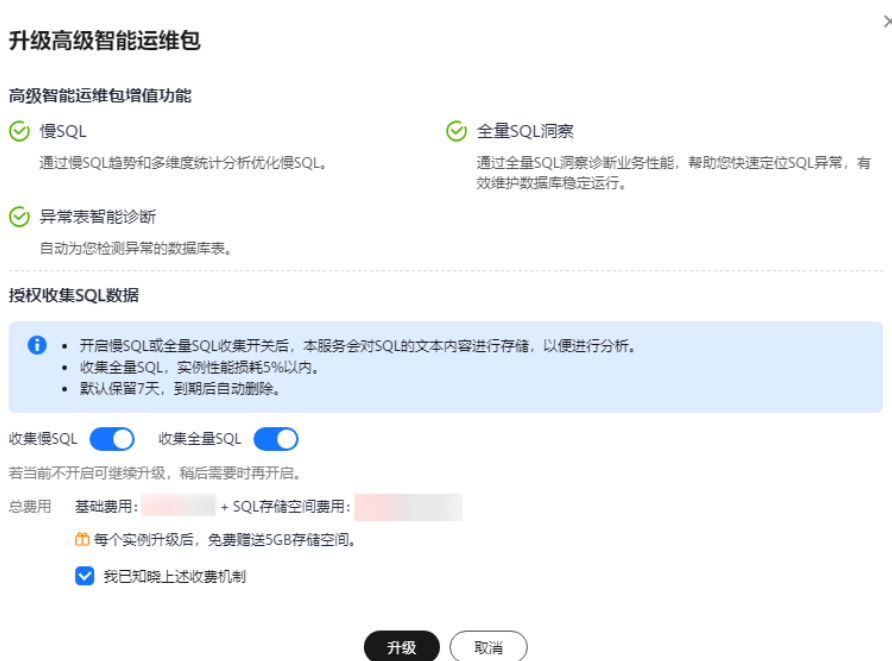 升级高级智能运维包
高级智能运维包增值功能
慢SQL
通过慢SQL趋势和多维度统计分析优化慢SQL。
全量SQL洞察
通过全量SQL洞察诊断业务性能，帮助您快速定位SQL异常，有
效维护数据库稳定运行。
异常表智能诊断
自动为您检测异常的数据库表。
授权收集SQL数据
开启慢SQL或全量SQL收集开关后，本服务会对SQL的文本内容进行存储，以便进行分析。
收集全量SQL，实例性能损耗5%以内。
默认保留7天，到期后自动删除。
收集慢SQL 收集全量SQL
若当前不开启可继续升级，稍后需要时再开启。
总费用 基础费用: + SQL存储空间费用:
每个实例升级后，免费赠送5GB存储空间。
我已知晓上述收费机制
升级 取消